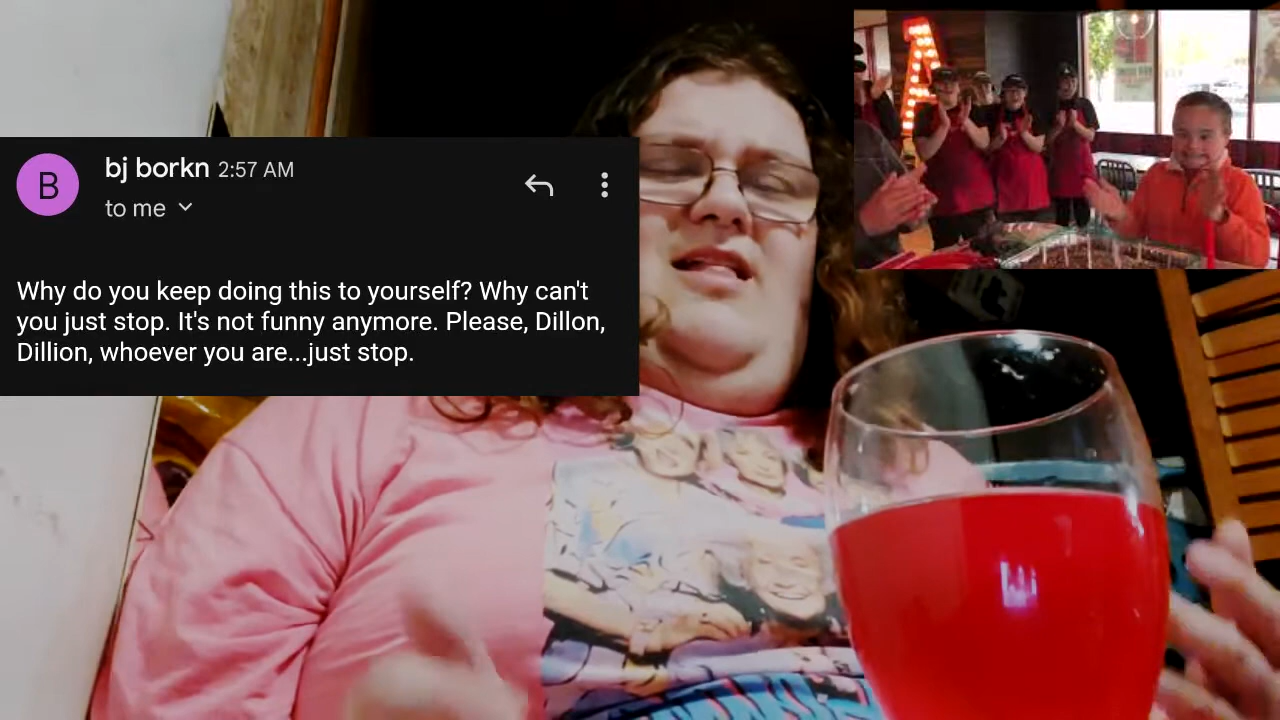 B
bj borkn 2:57 AM
to me
Why do you keep doing this to yourself? Why can't
you just stop. It's not funny anymore. Please, Dillon,
Dillion, whoever you are...just stop.
A